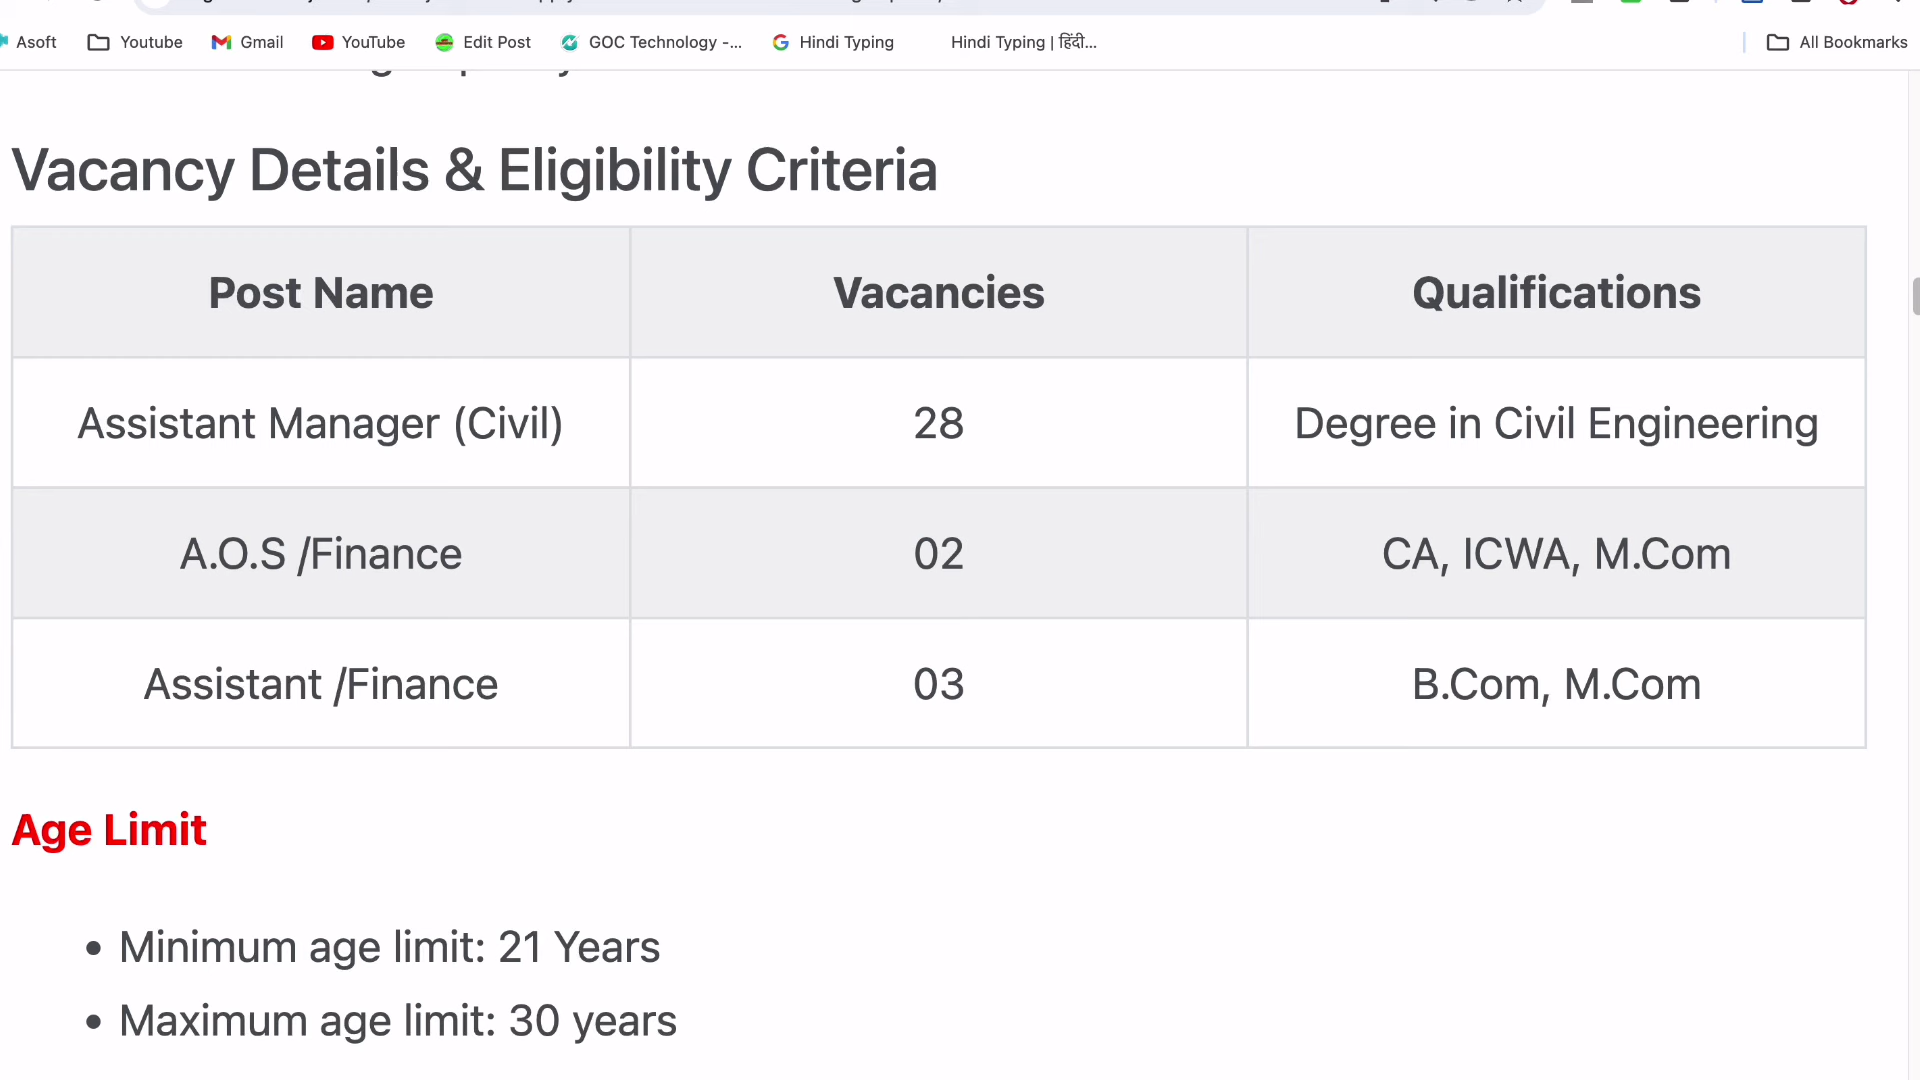 Asoft Youtube Gmail YouTube Edit Post GOC Technology -... Hindi Typing Hindi Typing | हिंदी... All Bookmarks
Vacancy Details & Eligibility Criteria
Post Name Vacancies Qualifications
Assistant Manager (Civil) 28 Degree in Civil Engineering
A.O.S /Finance 02 CA, ICWA, M.Com
Assistant /Finance 03 B.Com, M.Com
Age Limit
• Minimum age limit: 21 Years
• Maximum age limit: 30 years